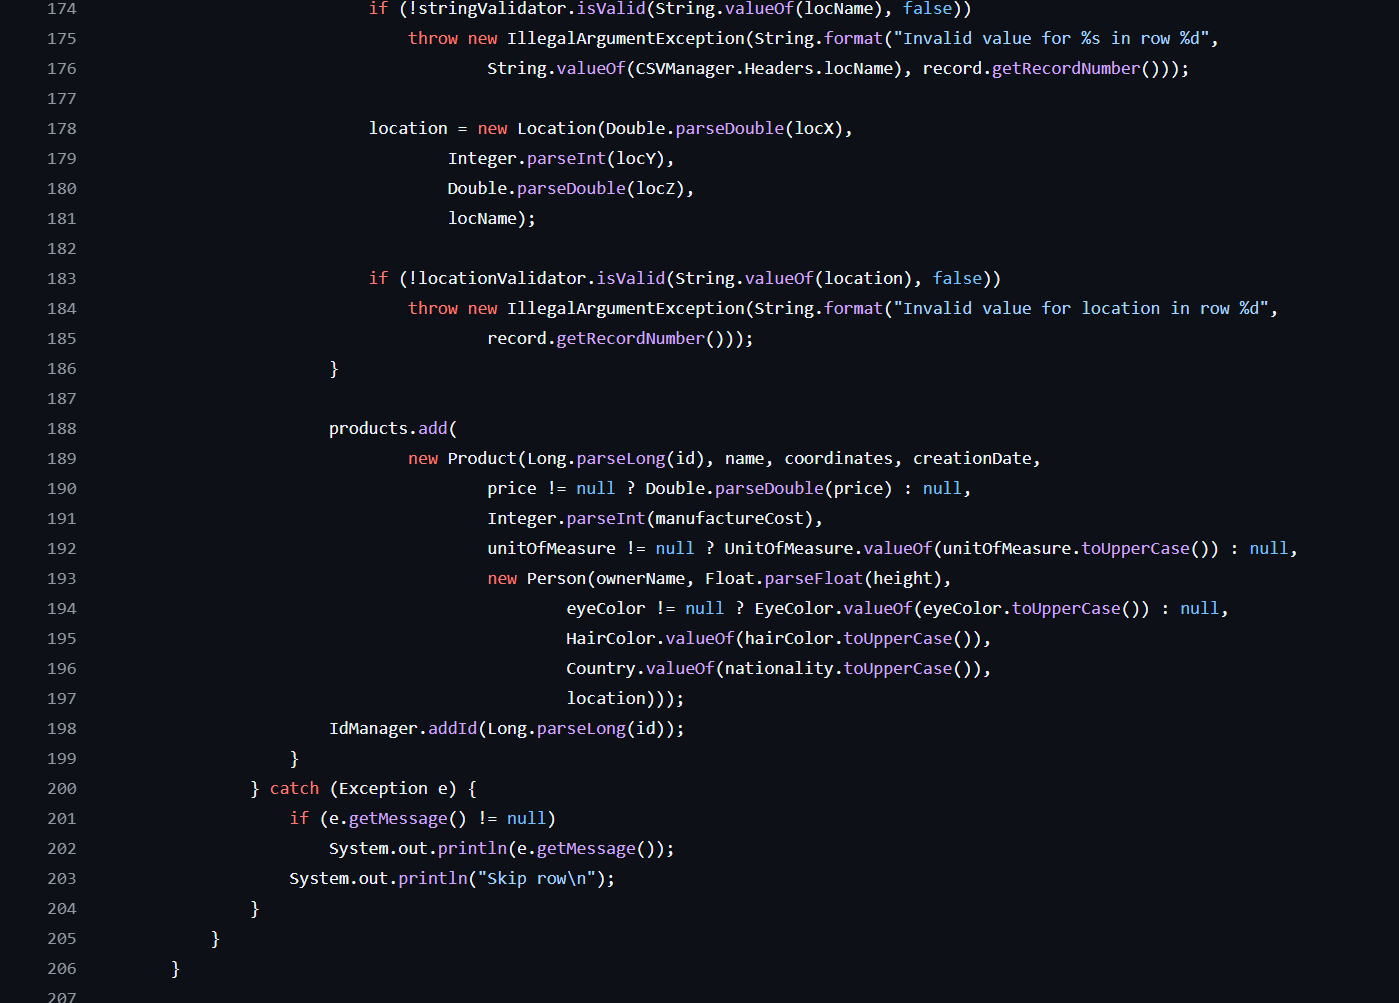 174 if (!stringValidator.isValid(String.valueOf(locName), false))
175 throw new IllegalArgumentException(String.format("Invalid value for %s in row %d",
176 String.valueOf(CSVManager.Headers.locName), record.getRecordNumber()));
177
178 location = new Location(Double.parseDouble(locX),
179 Integer.parseInt(locY),
180 Double.parseDouble(locZ),
181 locName);
182
183 if (!locationValidator.isValid(String.valueOf(location), false))
184 throw new IllegalArgumentException(String.format("Invalid value for location in row %d",
185 record.getRecordNumber()));
186 }
187
188 products.add(
189 new Product(Long.parseLong(id), name, coordinates, creationDate,
190 price != null ? Double.parseDouble(price) : null,
191 Integer.parseInt(manufactureCost),
192 unitOfMeasure != null ? UnitOfMeasure.valueOf(unitOfMeasure.toUpperCase()) : null,
193 new Person(ownerName, Float.parseFloat(height),
194 eyeColor != null ? EyeColor.valueOf(eyeColor.toUpperCase()) : null,
195 HairColor.valueOf(hairColor.toUpperCase()),
196 Country.valueOf(nationality.toUpperCase()),
197 location)));
198 IdManager.addId(Long.parseLong(id));
199 }
200 } catch (Exception e) {
201 if (e.getMessage() != null)
202 System.out.println(e.getMessage());
203 System.out.println("Skip row\n");
204 }
205 }
206 }
207